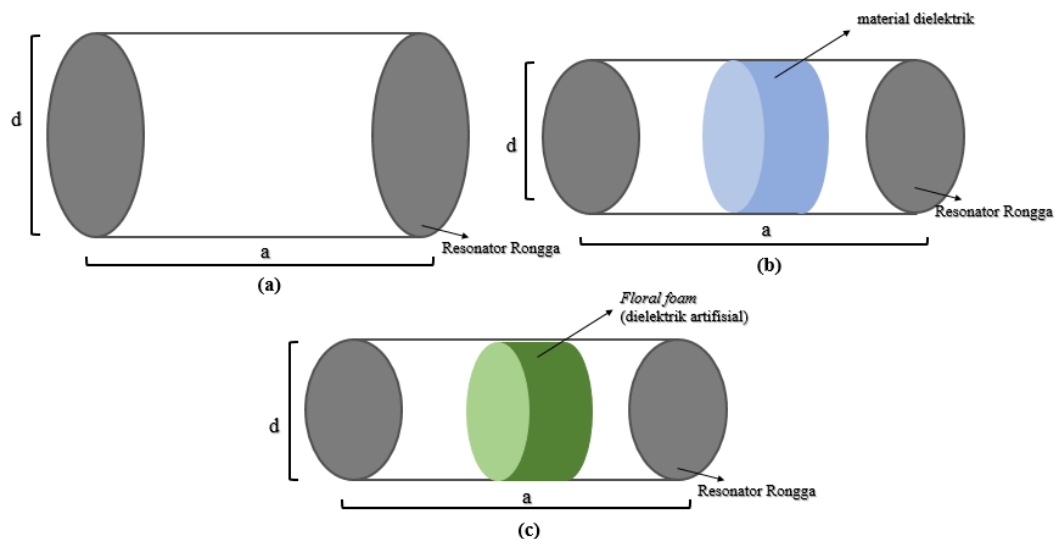 d
Resonator Rongga
a
(a)
material dielektrik
d
Resonator Rongga
a
(b)
Floral foam
(dielektrik artifisial)
d
Resonator Rongga
a
(c)